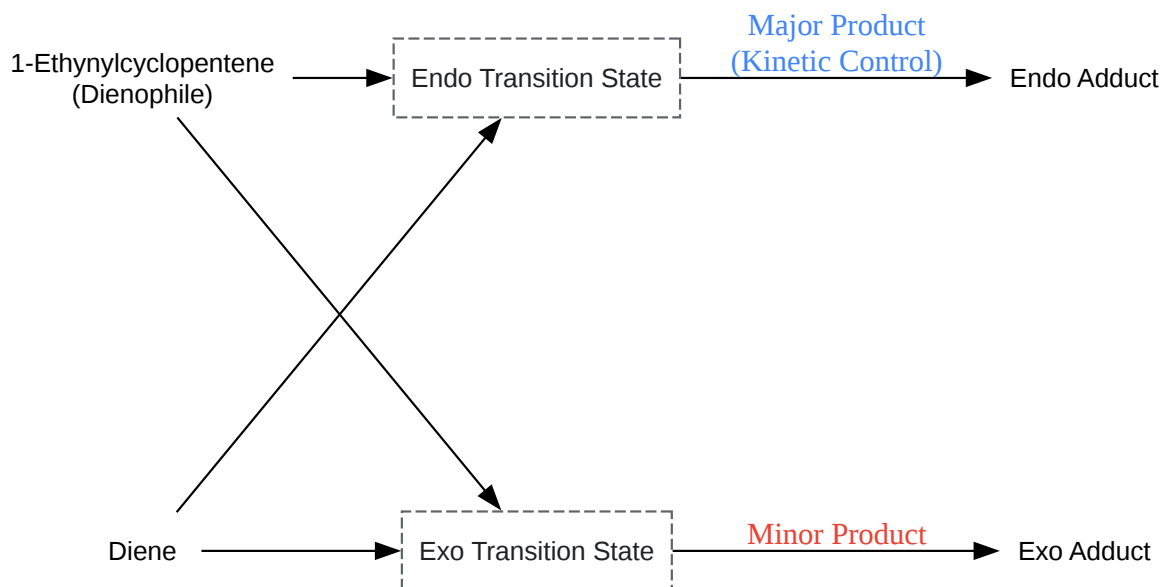 Major Product
(Kinetic Control)
1-Ethynylcyclopentene
(Dienophile)
Endo Transition State
Endo Adduct
Diene
Exo Transition State
Minor Product
Exo Adduct